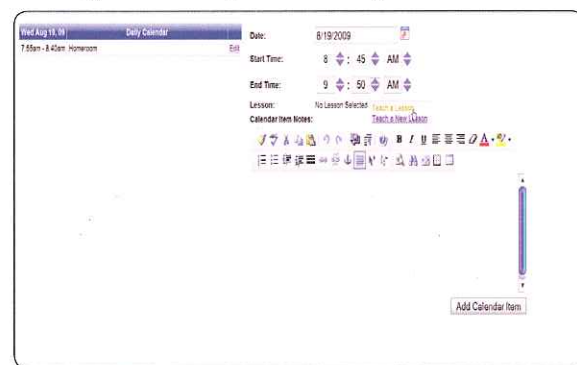 Wed Aug 19, 09 Daily Calendar
7:55am - 8:40am Homeroom Edit
Date: 8/19/2009
Start Time: 8 : 45 AM
End Time: 9 : 50 AM
Lesson: No Lesson Selected Teach a Lesson
Calendar Item Notes: Teach a New Lesson
B I U A
Add Calendar Item